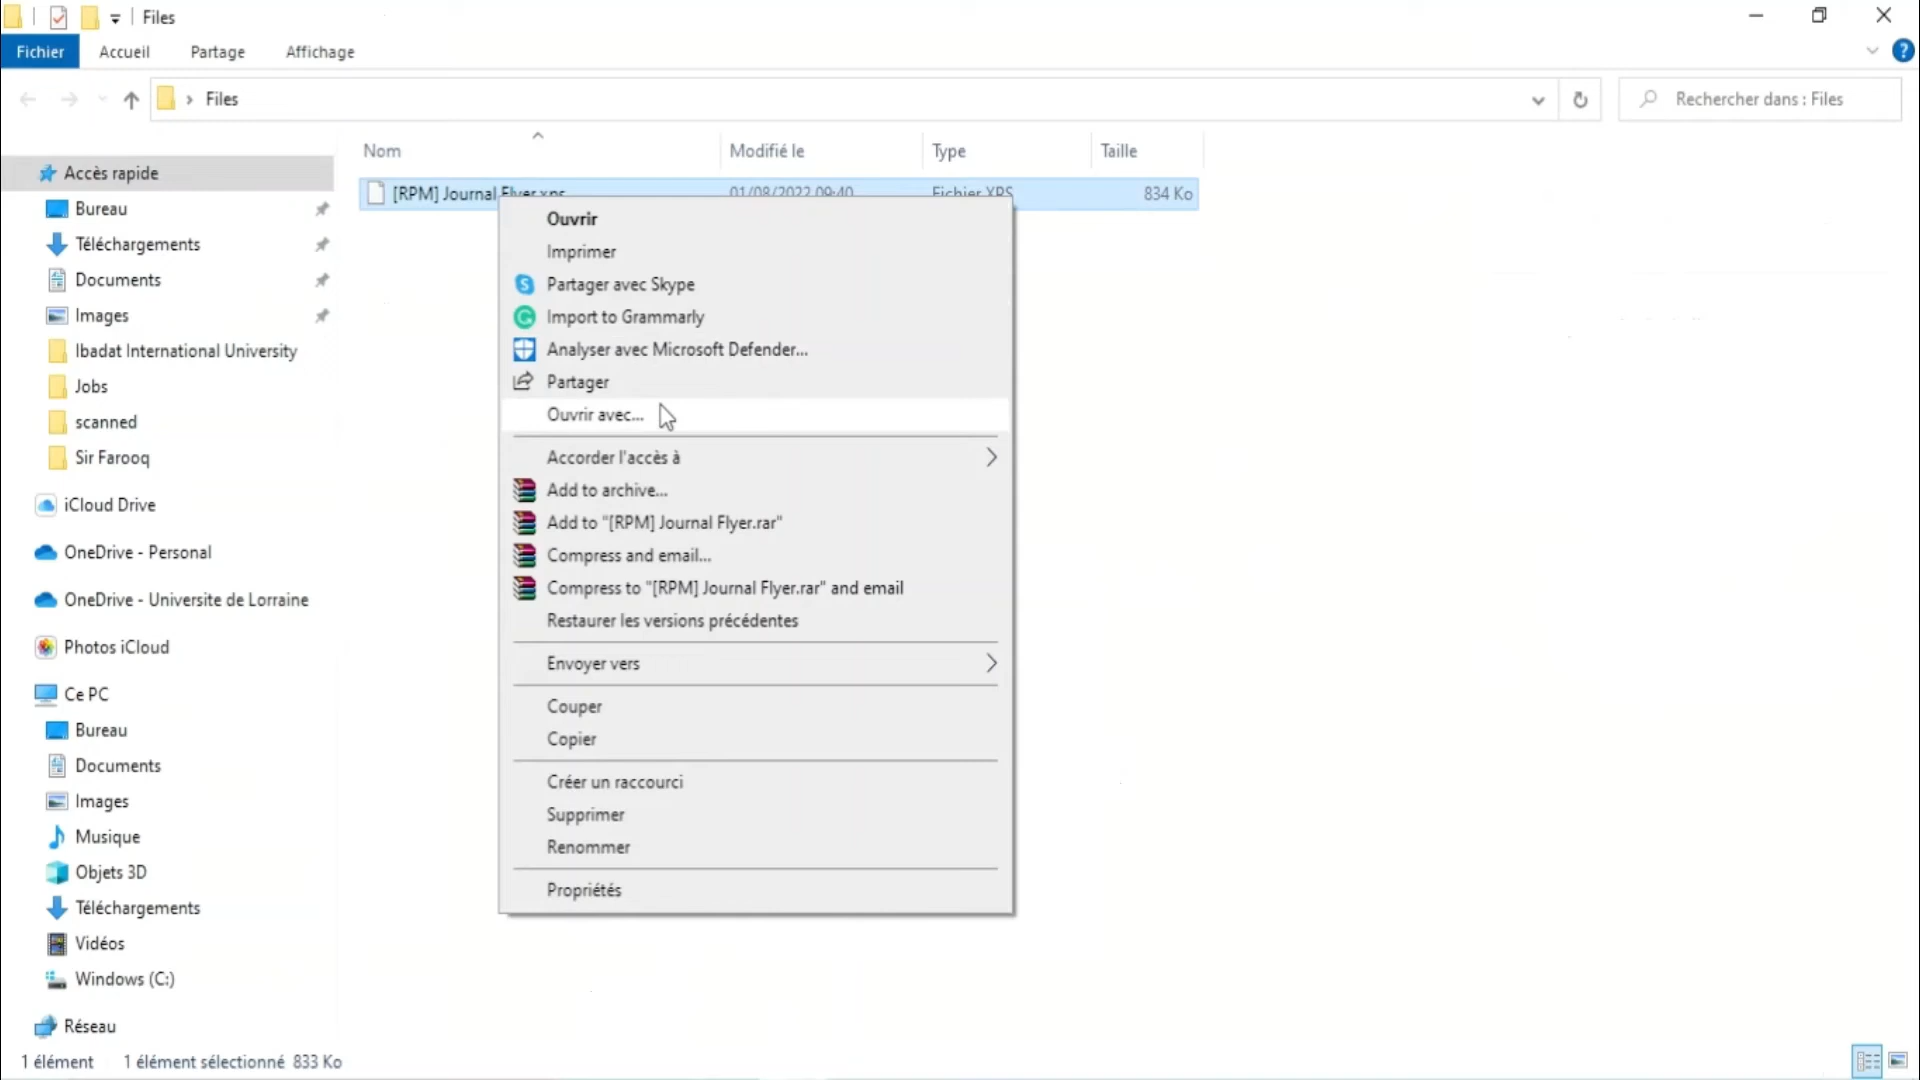 Files
Fichier Accueil Partage Affichage
Files
Rechercher dans : Files
Nom Modifié le Type Taille
[RPM] Journal Flyer.xps 01/08/2022 09:40 Fichier XPS 834 Ko
Accès rapide
Bureau
Téléchargements
Documents
Images
Ibadat International University
Jobs
scanned
Sir Farooq
iCloud Drive
OneDrive - Personal
OneDrive - Universite de Lorraine
Photos iCloud
Ce PC
Bureau
Documents
Images
Musique
Objets 3D
Téléchargements
Vidéos
Windows (C:)
Réseau
Ouvrir
Imprimer
Partager avec Skype
Import to Grammarly
Analyser avec Microsoft Defender...
Partager
Ouvrir avec...
Accorder l'accès à
Add to archive...
Add to "[RPM] Journal Flyer.rar"
Compress and email...
Compress to "[RPM] Journal Flyer.rar" and email
Restaurer les versions précédentes
Envoyer vers
Couper
Copier
Créer un raccourci
Supprimer
Renommer
Propriétés
1 élément 1 élément sélectionné 833 Ko